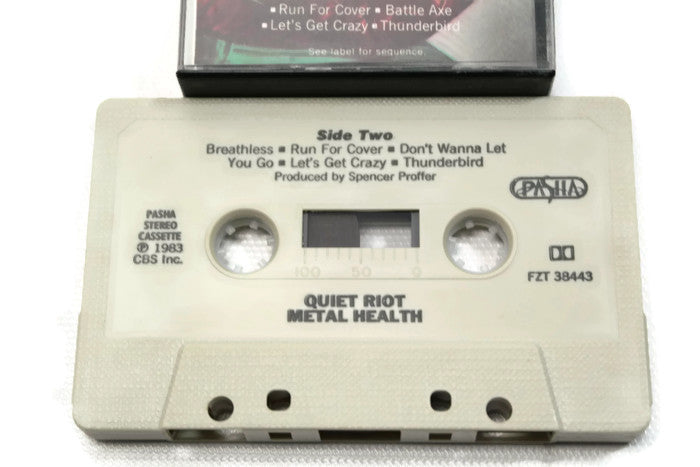 ▪ Run For Cover ▪ Battle Axe
▪ Let's Get Crazy ▪ Thunderbird
See label for sequence.
Side Two
Breathless ▪ Run For Cover ▪ Don't Wanna Let
You Go ▪ Let's Get Crazy ▪ Thunderbird
Produced by Spencer Proffer
PASHA
PASHA
STEREO
CASSETTE
℗ 1983
CBS Inc.
100 50 0
FZT 38443
QUIET RIOT
METAL HEALTH